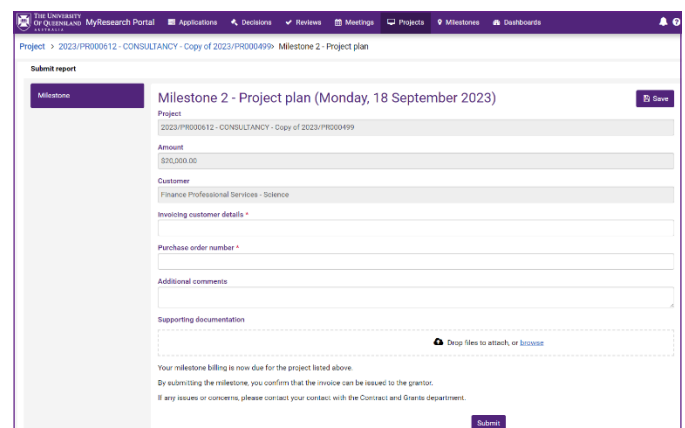 THE UNIVERSITY
OF QUEENSLAND
AUSTRALIA
MyResearch Portal Applications Decisions Reviews Meetings Projects Milestones Dashboards
Project > 2023/PR000612 - CONSULTANCY - Copy of 2023/PR000499> Milestone 2 - Project plan
Submit report
Milestone
Milestone 2 - Project plan (Monday, 18 September 2023)
Save
Project
2023/PR000612 - CONSULTANCY - Copy of 2023/PR000499
Amount
$20,000.00
Customer
Finance Professional Services - Science
Invoicing customer details *
Purchase order number *
Additional comments
Supporting documentation
Drop files to attach, or browse
Your milestone billing is now due for the project listed above.
By submitting the milestone, you confirm that the invoice can be issued to the grantor.
If any issues or concerns, please contact your contact with the Contract and Grants department.
Submit